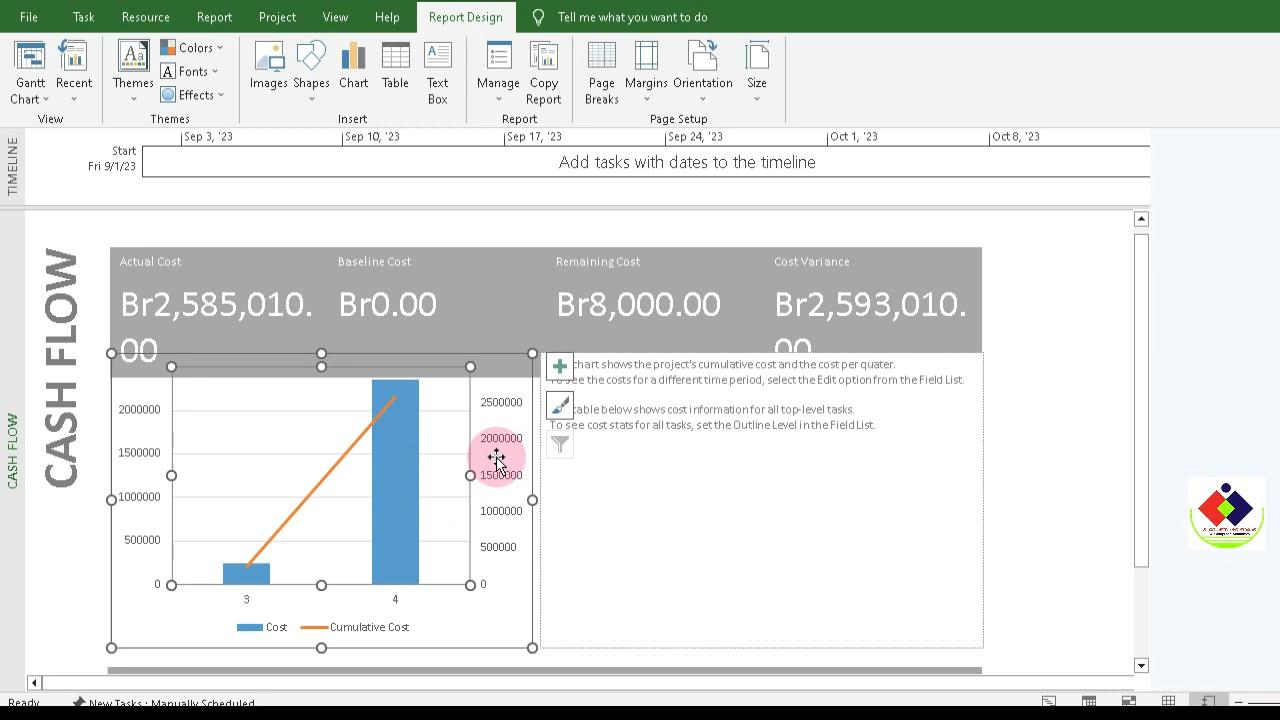 File Task Resource Report Project View Help Report Design Tell me what you want to do
Gantt Chart Recent Themes Colors Fonts Effects Images Shapes Chart Table Text Box Manage Copy Report Page Breaks Margins Orientation Size
View Themes Insert Report Page Setup
TIMELINE
Sep 3, '23 Sep 10, '23 Sep 17, '23 Sep 24, '23 Oct 1, '23 Oct 8, '23
Start
Fri 9/1/23
Add tasks with dates to the timeline
CASH FLOW
CASH FLOW
Actual Cost Baseline Cost Remaining Cost Cost Variance
Br2,585,010. Br0.00 Br8,000.00 Br2,593,010.
00 00
chart shows the project's cumulative cost and the cost per quater.
see the costs for a different time period, select the Edit option from the Field List.
table below shows cost information for all top-level tasks.
To see cost stats for all tasks, set the Outline Level in the Field List.
2000000
1500000
1000000
500000
0
2500000
2000000
1500000
1000000
500000
0
3 4
Cost Cumulative Cost
Ready New Tasks : Manually Scheduled